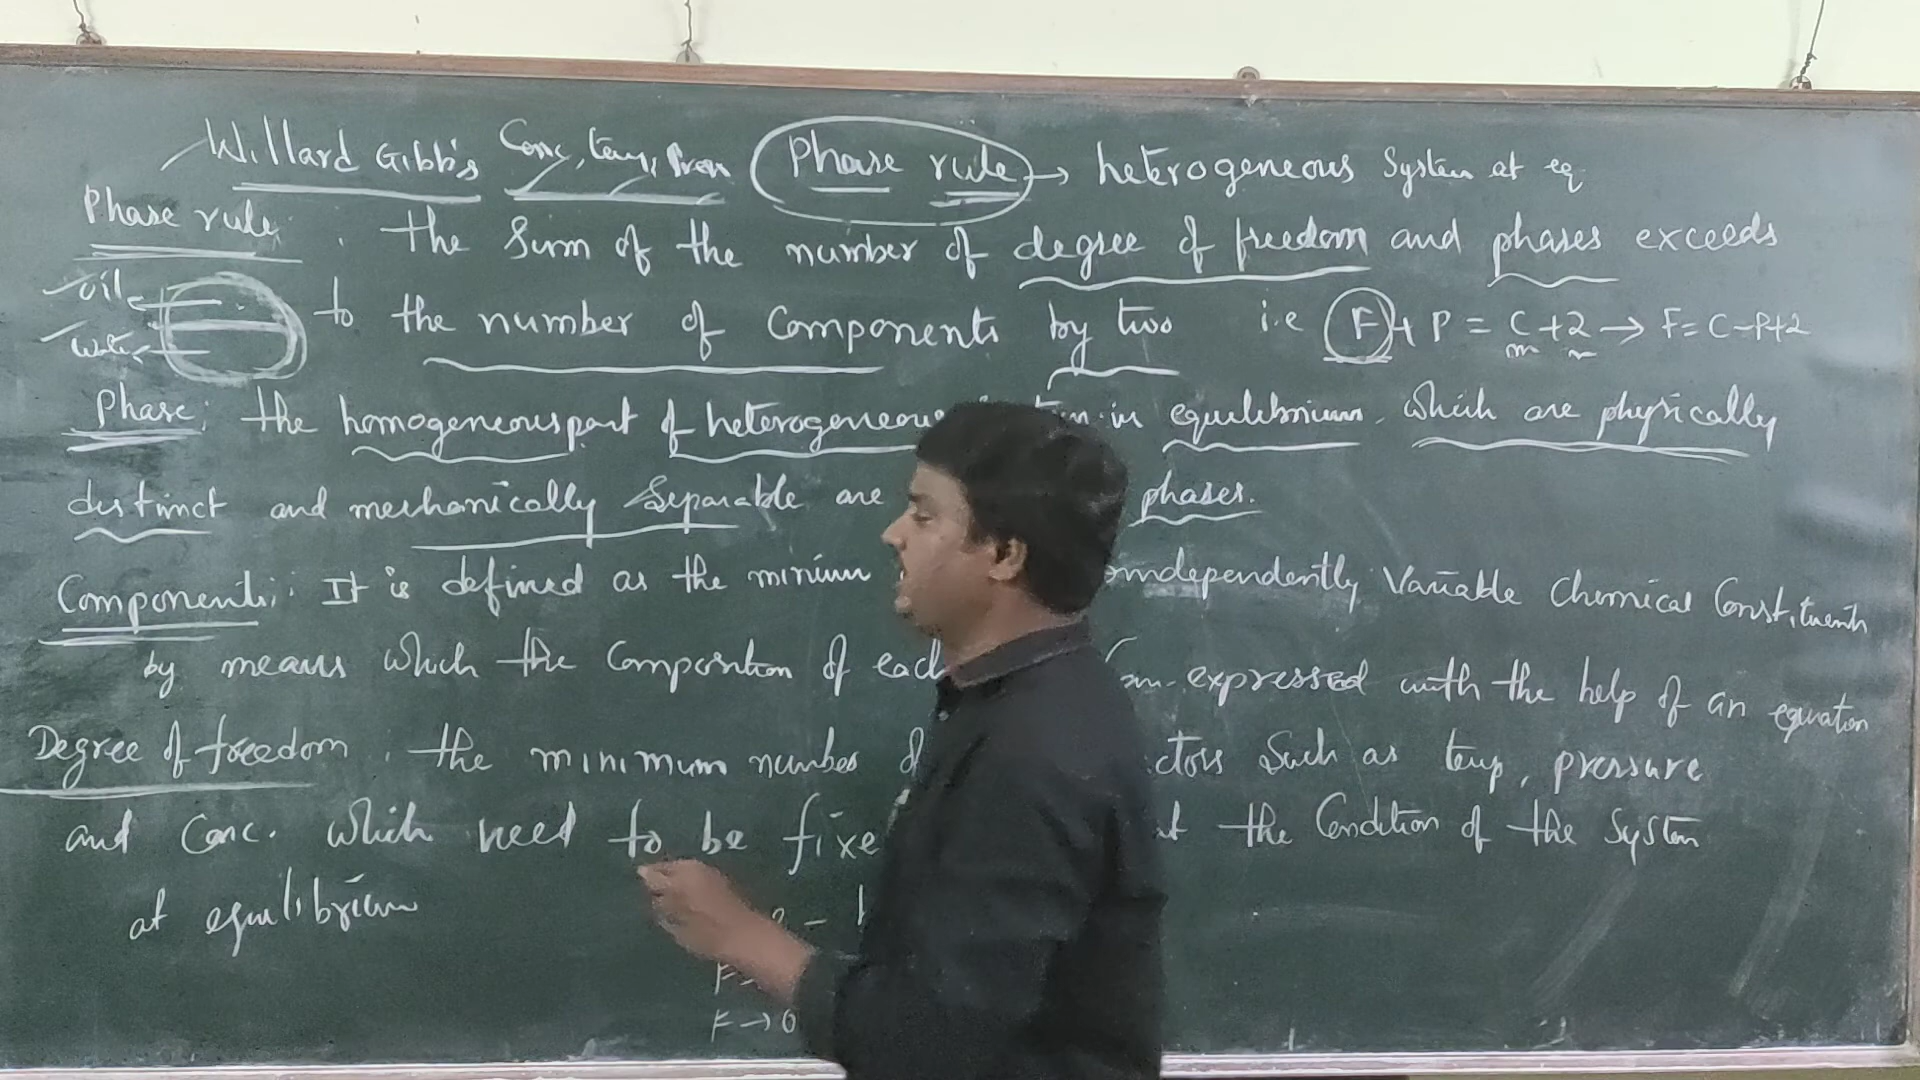 Willard Gibb's Conc, temp, Pren Phase rule → heterogeneous System at eq
Phase rule : the Sum of the number of degree of freedom and phases exceeds
oil
water
to the number of Components by two i.e F + P = C + 2 → F = C - P + 2
Phase : the homogeneous part of heterogeneous in equilibrium, which are physically
distinct and mechanically Separable are phases.
Components : It is defined as the minium independently Variable Chemical Constituents
by means which the Composition of each can expressed with the help of an equation
Degree of freedom : the minimum number of such as temp, pressure
and Conc. which need to be fixe the Condition of the System
at equilibrium
F → 0